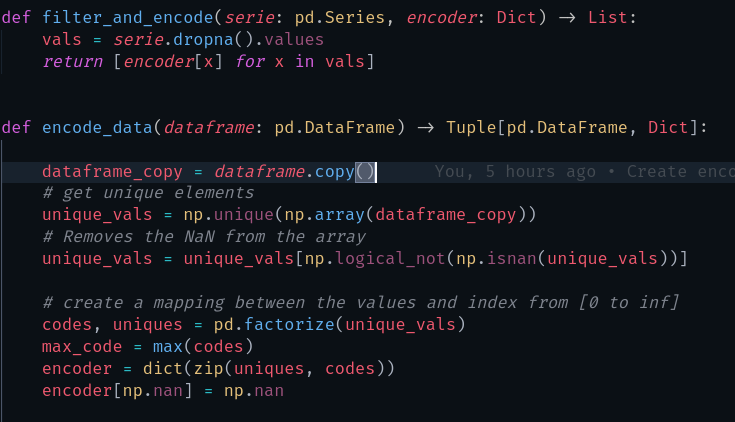 def filter_and_encode(serie: pd.Series, encoder: Dict) -> List:
    vals = serie.dropna().values
    return [encoder[x] for x in vals]
def encode_data(dataframe: pd.DataFrame) -> Tuple[pd.DataFrame, Dict]:
    dataframe_copy = dataframe.copy() You, 5 hours ago • Create enco
    # get unique elements
    unique_vals = np.unique(np.array(dataframe_copy))
    # Removes the NaN from the array
    unique_vals = unique_vals[np.logical_not(np.isnan(unique_vals))]
    # create a mapping between the values and index from [0 to inf]
    codes, uniques = pd.factorize(unique_vals)
    max_code = max(codes)
    encoder = dict(zip(uniques, codes))
    encoder[np.nan] = np.nan